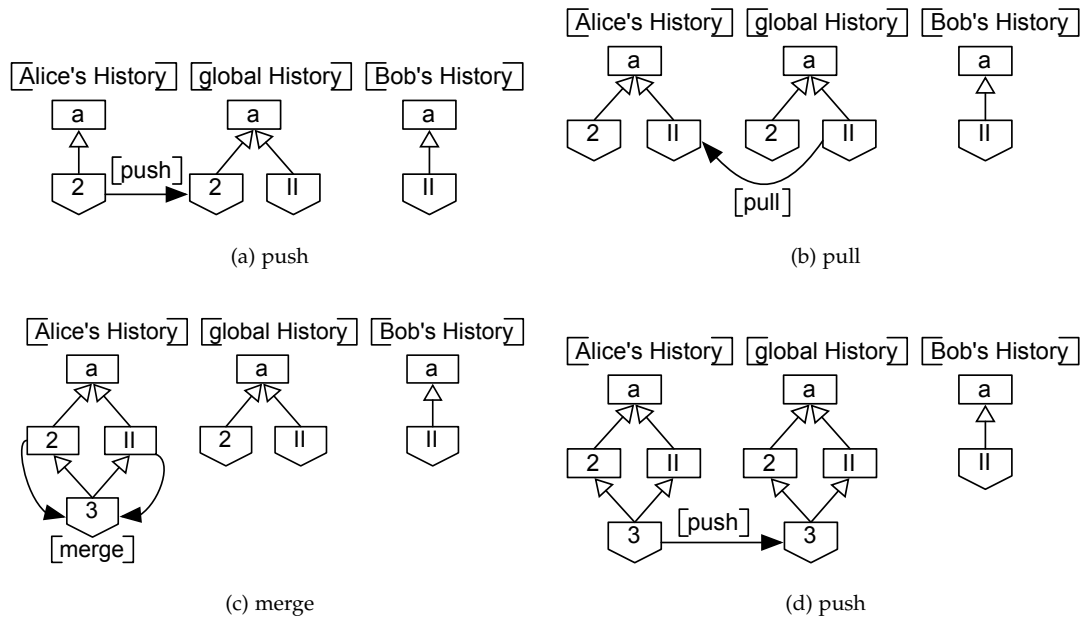 [Alice's History] [global History] [Bob's History]
a a a
2 [push] 2 II II
(a) push
[Alice's History] [global History] [Bob's History]
a a a
2 II 2 II II
[pull]
(b) pull
[Alice's History] [global History] [Bob's History]
a a a
2 II 2 II II
3
[merge]
(c) merge
[Alice's History] [global History] [Bob's History]
a a a
2 II 2 II II
3 [push] 3
(d) push